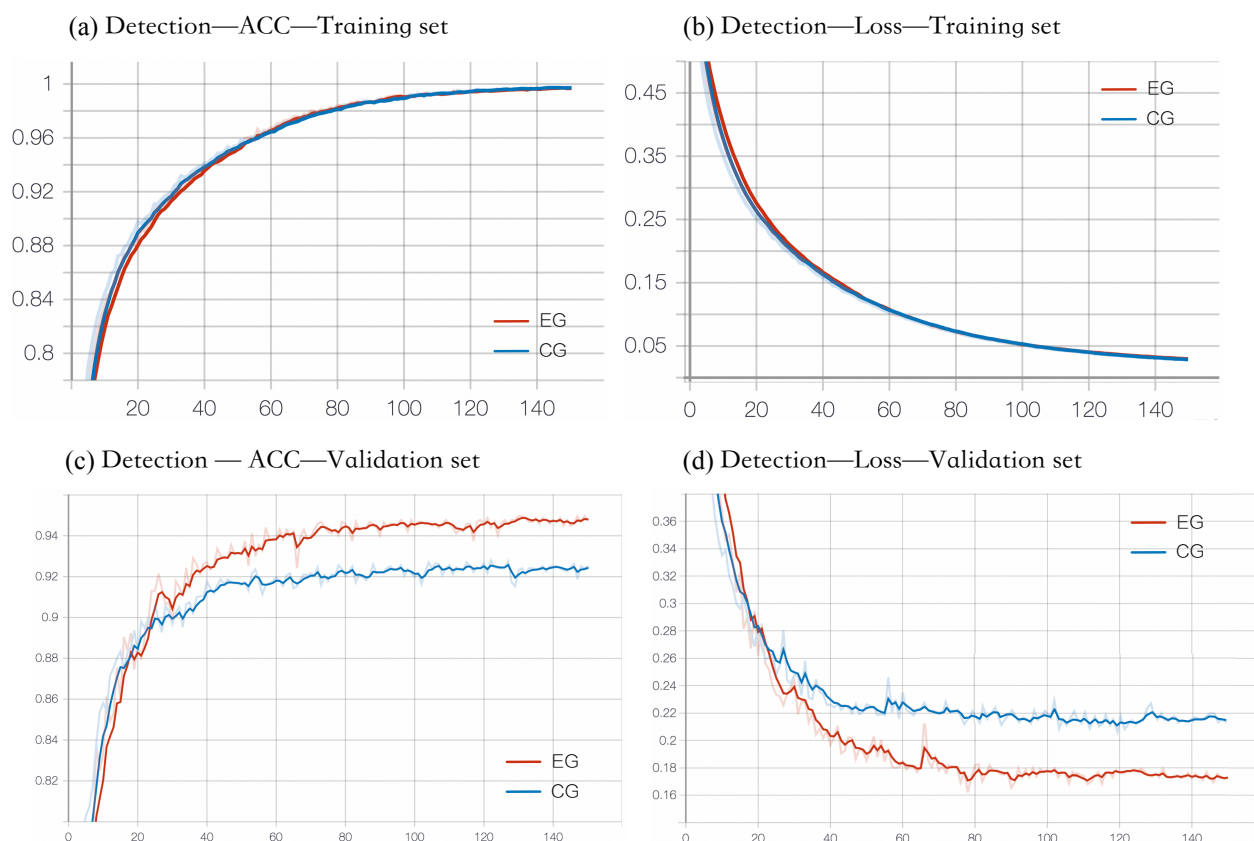 (a) Detection—ACC—Training set
1
0.96
0.92
0.88
0.84
0.8
EG
CG
20 40 60 80 100 120 140
(b) Detection—Loss—Training set
0.45
0.35
0.25
0.15
0.05
EG
CG
0 20 40 60 80 100 120 140
(c) Detection — ACC—Validation set
0.94
0.92
0.9
0.88
0.86
0.84
0.82
EG
CG
0 20 40 60 80 100 120 140
(d) Detection—Loss—Validation set
0.36
0.32
0.3
0.28
0.26
0.24
0.22
0.2
0.18
0.16
EG
CG
0 20 40 60 80 100 120 140